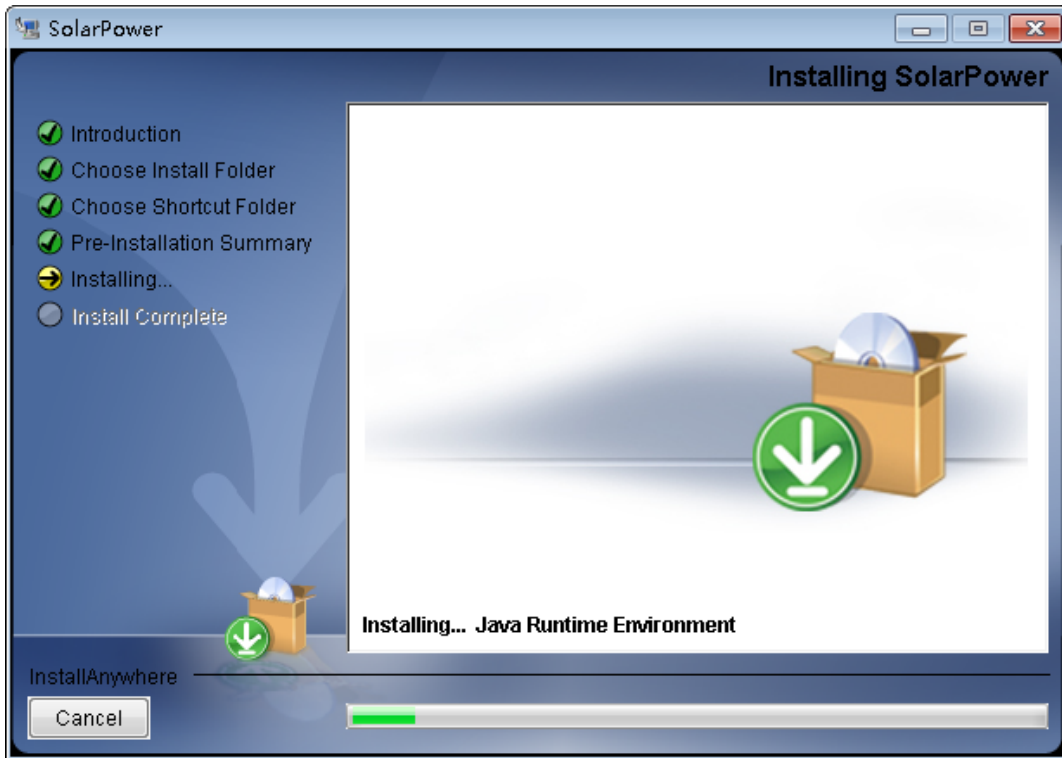 SolarPower
Installing SolarPower
Introduction
Choose Install Folder
Choose Shortcut Folder
Pre-Installation Summary
Installing...
Install Complete
Installing... Java Runtime Environment
InstallAnywhere
Cancel